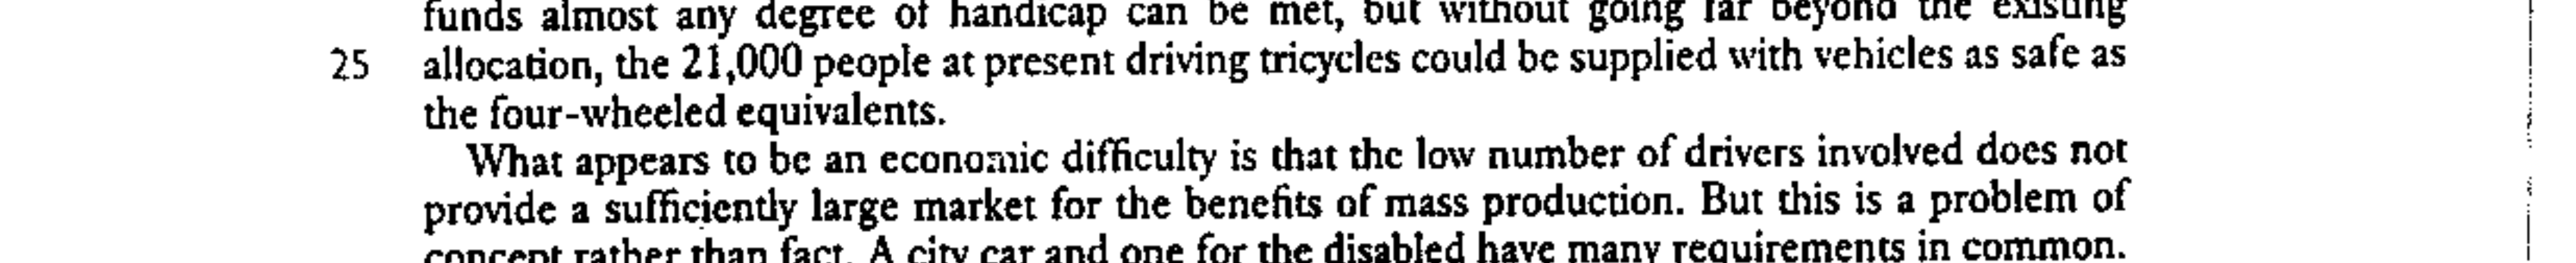 funds almost any degree of handicap can be met, but without going far beyond the existing
25 allocation, the 21,000 people at present driving tricycles could be supplied with vehicles as safe as
the four-wheeled equivalents.
What appears to be an economic difficulty is that the low number of drivers involved does not
provide a sufficiently large market for the benefits of mass production. But this is a problem of
concept rather than fact. A city car and one for the disabled have many requirements in common.